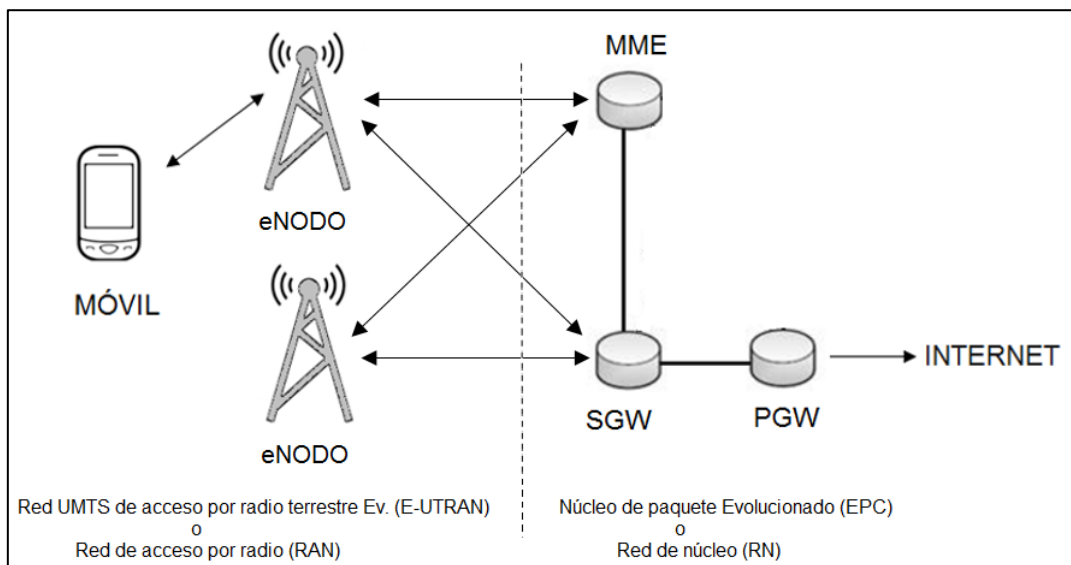 MME
eNODO
MÓVIL
INTERNET
SGW
PGW
eNODO
Red UMTS de acceso por radio terrestre Ev. (E-UTRAN)
o
Red de acceso por radio (RAN)
Núcleo de paquete Evolucionado (EPC)
o
Red de núcleo (RN)